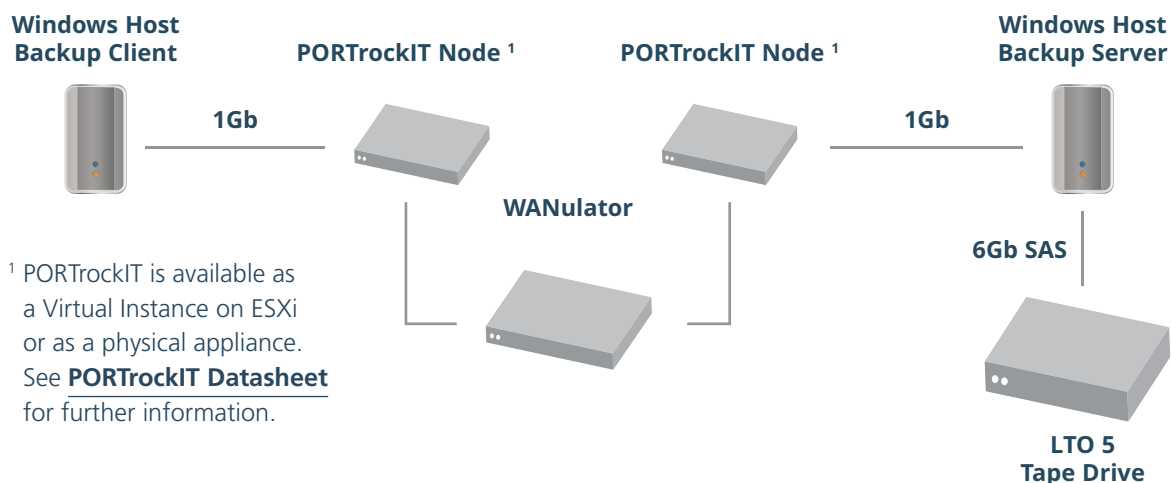 Windows Host
Backup Client
PORTrockIT Node ¹
PORTrockIT Node ¹
Windows Host
Backup Server
1Gb
1Gb
WANulator
6Gb SAS
¹ PORTrockIT is available as
a Virtual Instance on ESXi
or as a physical appliance.
See PORTrockIT Datasheet
for further information.
LTO 5
Tape Drive